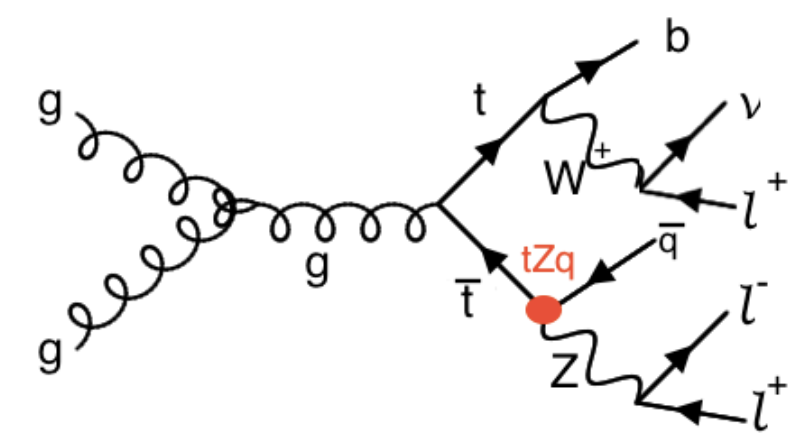 b
g
t
ν
W+
l+
g
tZq
q̅
t̅
l-
g
Z
l+